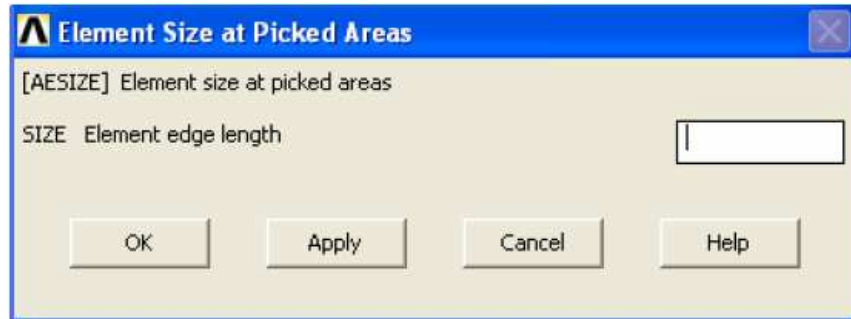 Element Size at Picked Areas
[AESIZE] Element size at picked areas
SIZE Element edge length
OK Apply Cancel Help